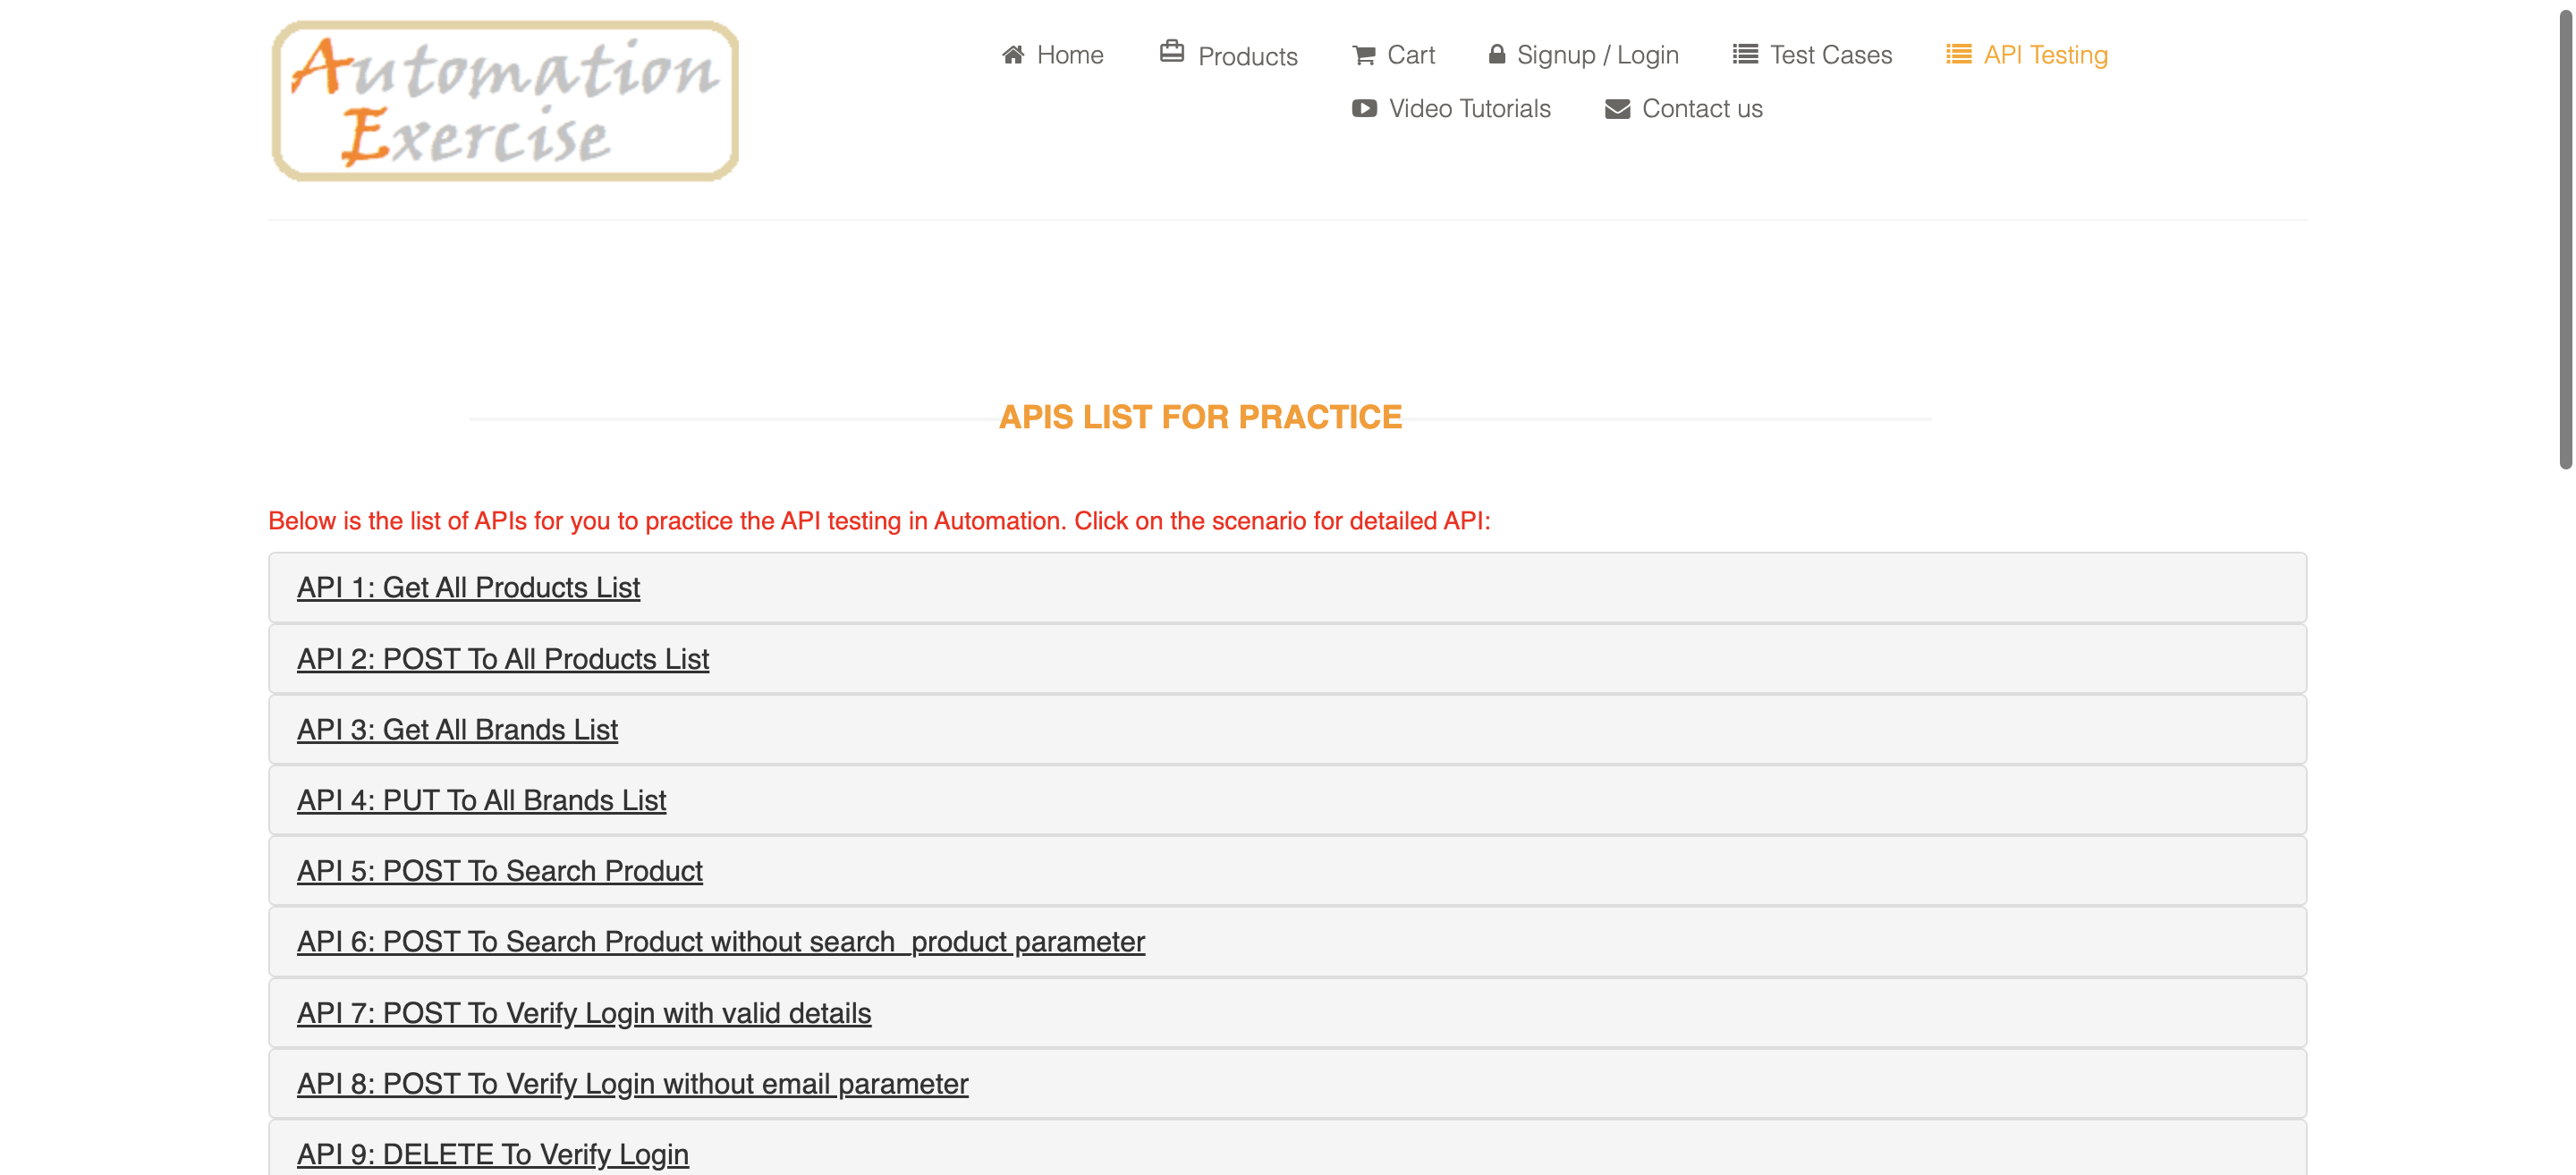 Automation
Exercise
Home Products Cart Signup / Login Test Cases API Testing
Video Tutorials Contact us
APIS LIST FOR PRACTICE
Below is the list of APIs for you to practice the API testing in Automation. Click on the scenario for detailed API:
API 1: Get All Products List
API 2: POST To All Products List
API 3: Get All Brands List
API 4: PUT To All Brands List
API 5: POST To Search Product
API 6: POST To Search Product without search_product parameter
API 7: POST To Verify Login with valid details
API 8: POST To Verify Login without email parameter
API 9: DELETE To Verify Login